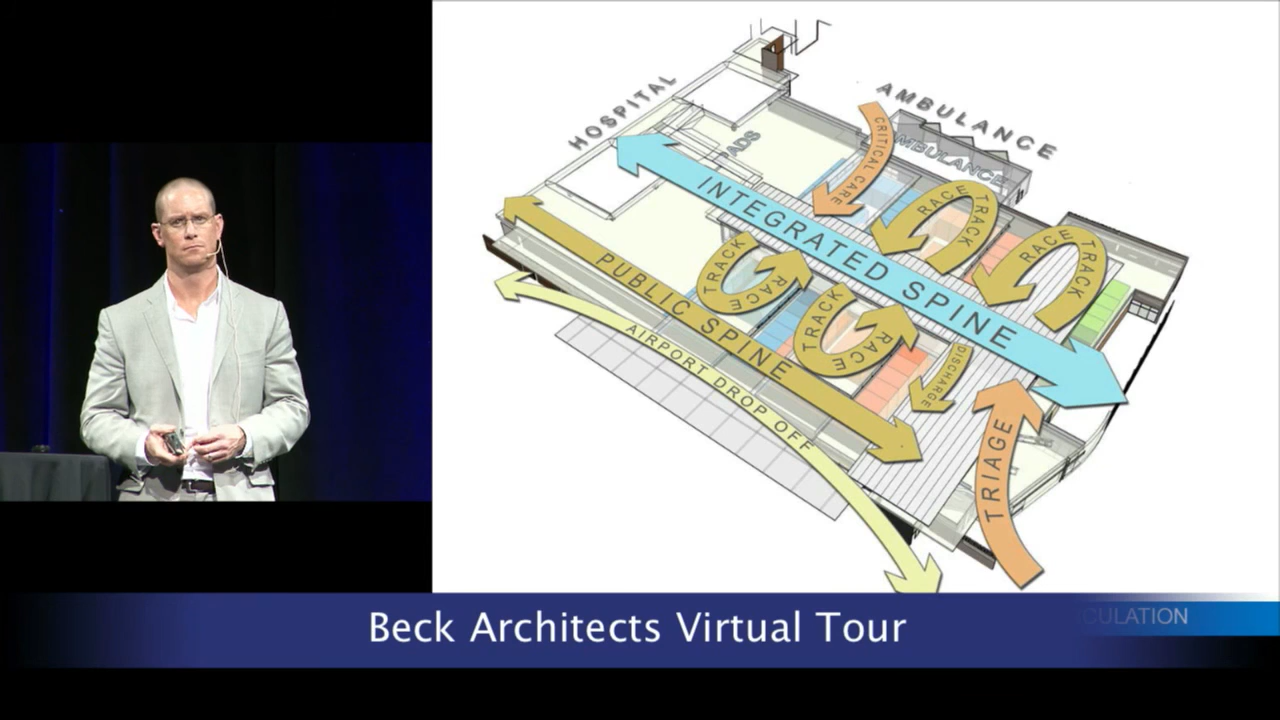 HOSPITAL
AMBULANCE
AMBULANCE
ADS
CRITICAL CARE
INTEGRATED SPINE
RACE TRACK
RACE TRACK
RACE TRACK
RACE TRACK
PUBLIC SPINE
AIRPORT DROP OFF
DISCHARGE
TRIAGE
Beck Architects Virtual Tour
CULATION